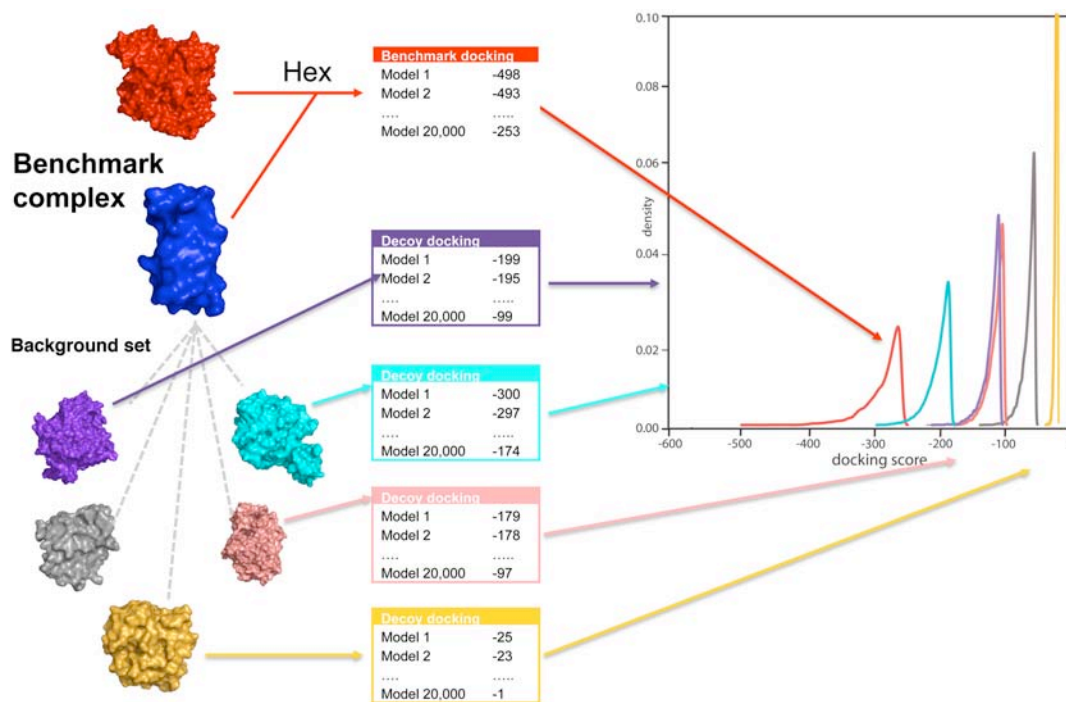 Hex
Benchmark
complex
Background set
Benchmark docking
Model 1 -498
Model 2 -493
.... .....
Model 20,000 -253
Decoy docking
Model 1 -199
Model 2 -195
.... .....
Model 20,000 -99
Decoy docking
Model 1 -300
Model 2 -297
.... .....
Model 20,000 -174
Decoy docking
Model 1 -179
Model 2 -178
.... .....
Model 20,000 -97
Decoy docking
Model 1 -25
Model 2 -23
.... .....
Model 20,000 -1
0.10
0.08
0.06
0.04
0.02
0.00
density
-600 -500 -400 -300 -200 -100
docking score